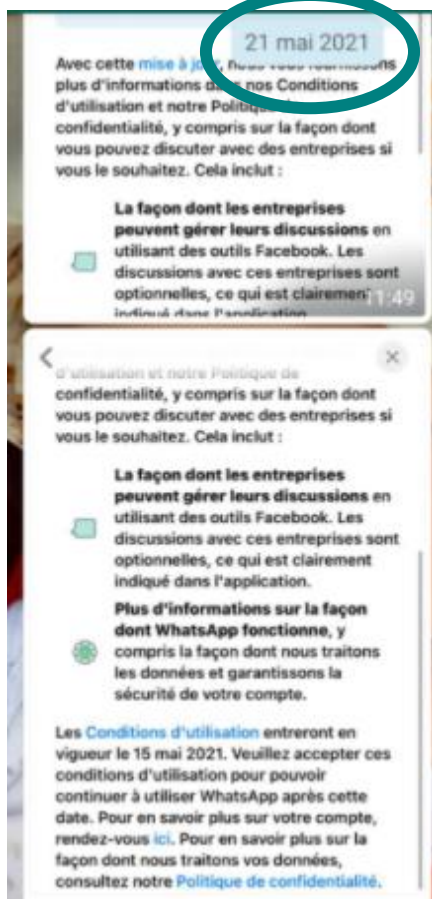 21 mai 2021
Avec cette mise à jour, nous vous fournissons
plus d'informations dans nos Conditions
d'utilisation et notre Politique de
confidentialité, y compris sur la façon dont
vous pouvez discuter avec des entreprises si
vous le souhaitez. Cela inclut :
La façon dont les entreprises
peuvent gérer leurs discussions en
utilisant des outils Facebook. Les
discussions avec ces entreprises sont
optionnelles, ce qui est clairement
11:49
indiqué dans l'application
d'utilisation et notre Politique de
confidentialité, y compris sur la façon dont
vous pouvez discuter avec des entreprises si
vous le souhaitez. Cela inclut :
La façon dont les entreprises
peuvent gérer leurs discussions en
utilisant des outils Facebook. Les
discussions avec ces entreprises sont
optionnelles, ce qui est clairement
indiqué dans l'application.
Plus d'informations sur la façon
dont WhatsApp fonctionne, y
compris la façon dont nous traitons
les données et garantissons la
sécurité de votre compte.
Les Conditions d'utilisation entreront en
vigueur le 15 mai 2021. Veuillez accepter ces
conditions d'utilisation pour pouvoir
continuer à utiliser WhatsApp après cette
date. Pour en savoir plus sur votre compte,
rendez-vous ici. Pour en savoir plus sur la
façon dont nous traitons vos données,
consultez notre Politique de confidentialité.